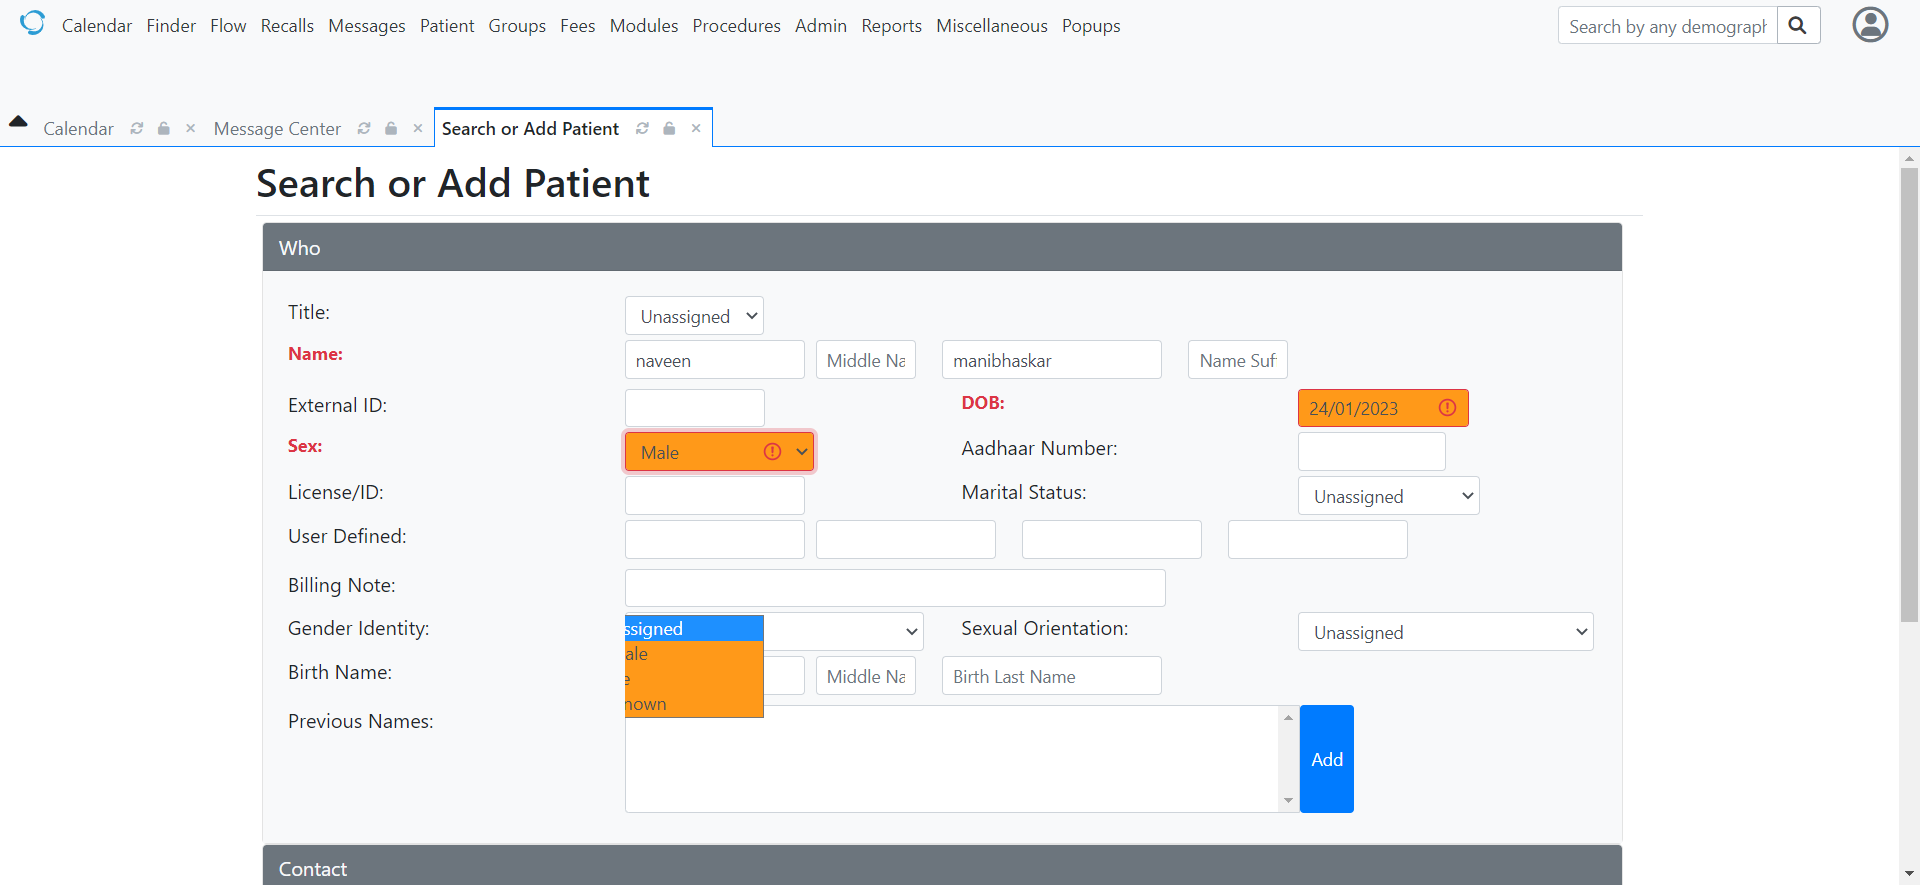 Calendar Finder Flow Recalls Messages Patient Groups Fees Modules Procedures Admin Reports Miscellaneous Popups
Search by any demograph
Calendar Message Center Search or Add Patient
Search or Add Patient
Who
Title: Unassigned
Name: naveen Middle Na manibhaskar Name Suf
External ID: DOB: 24/01/2023
Sex: Male Aadhaar Number:
License/ID: Marital Status: Unassigned
User Defined:
Billing Note:
Gender Identity: ssigned Sexual Orientation: Unassigned
ale
Birth Name: Middle Na Birth Last Name
e
nown
Previous Names:
Add
Contact